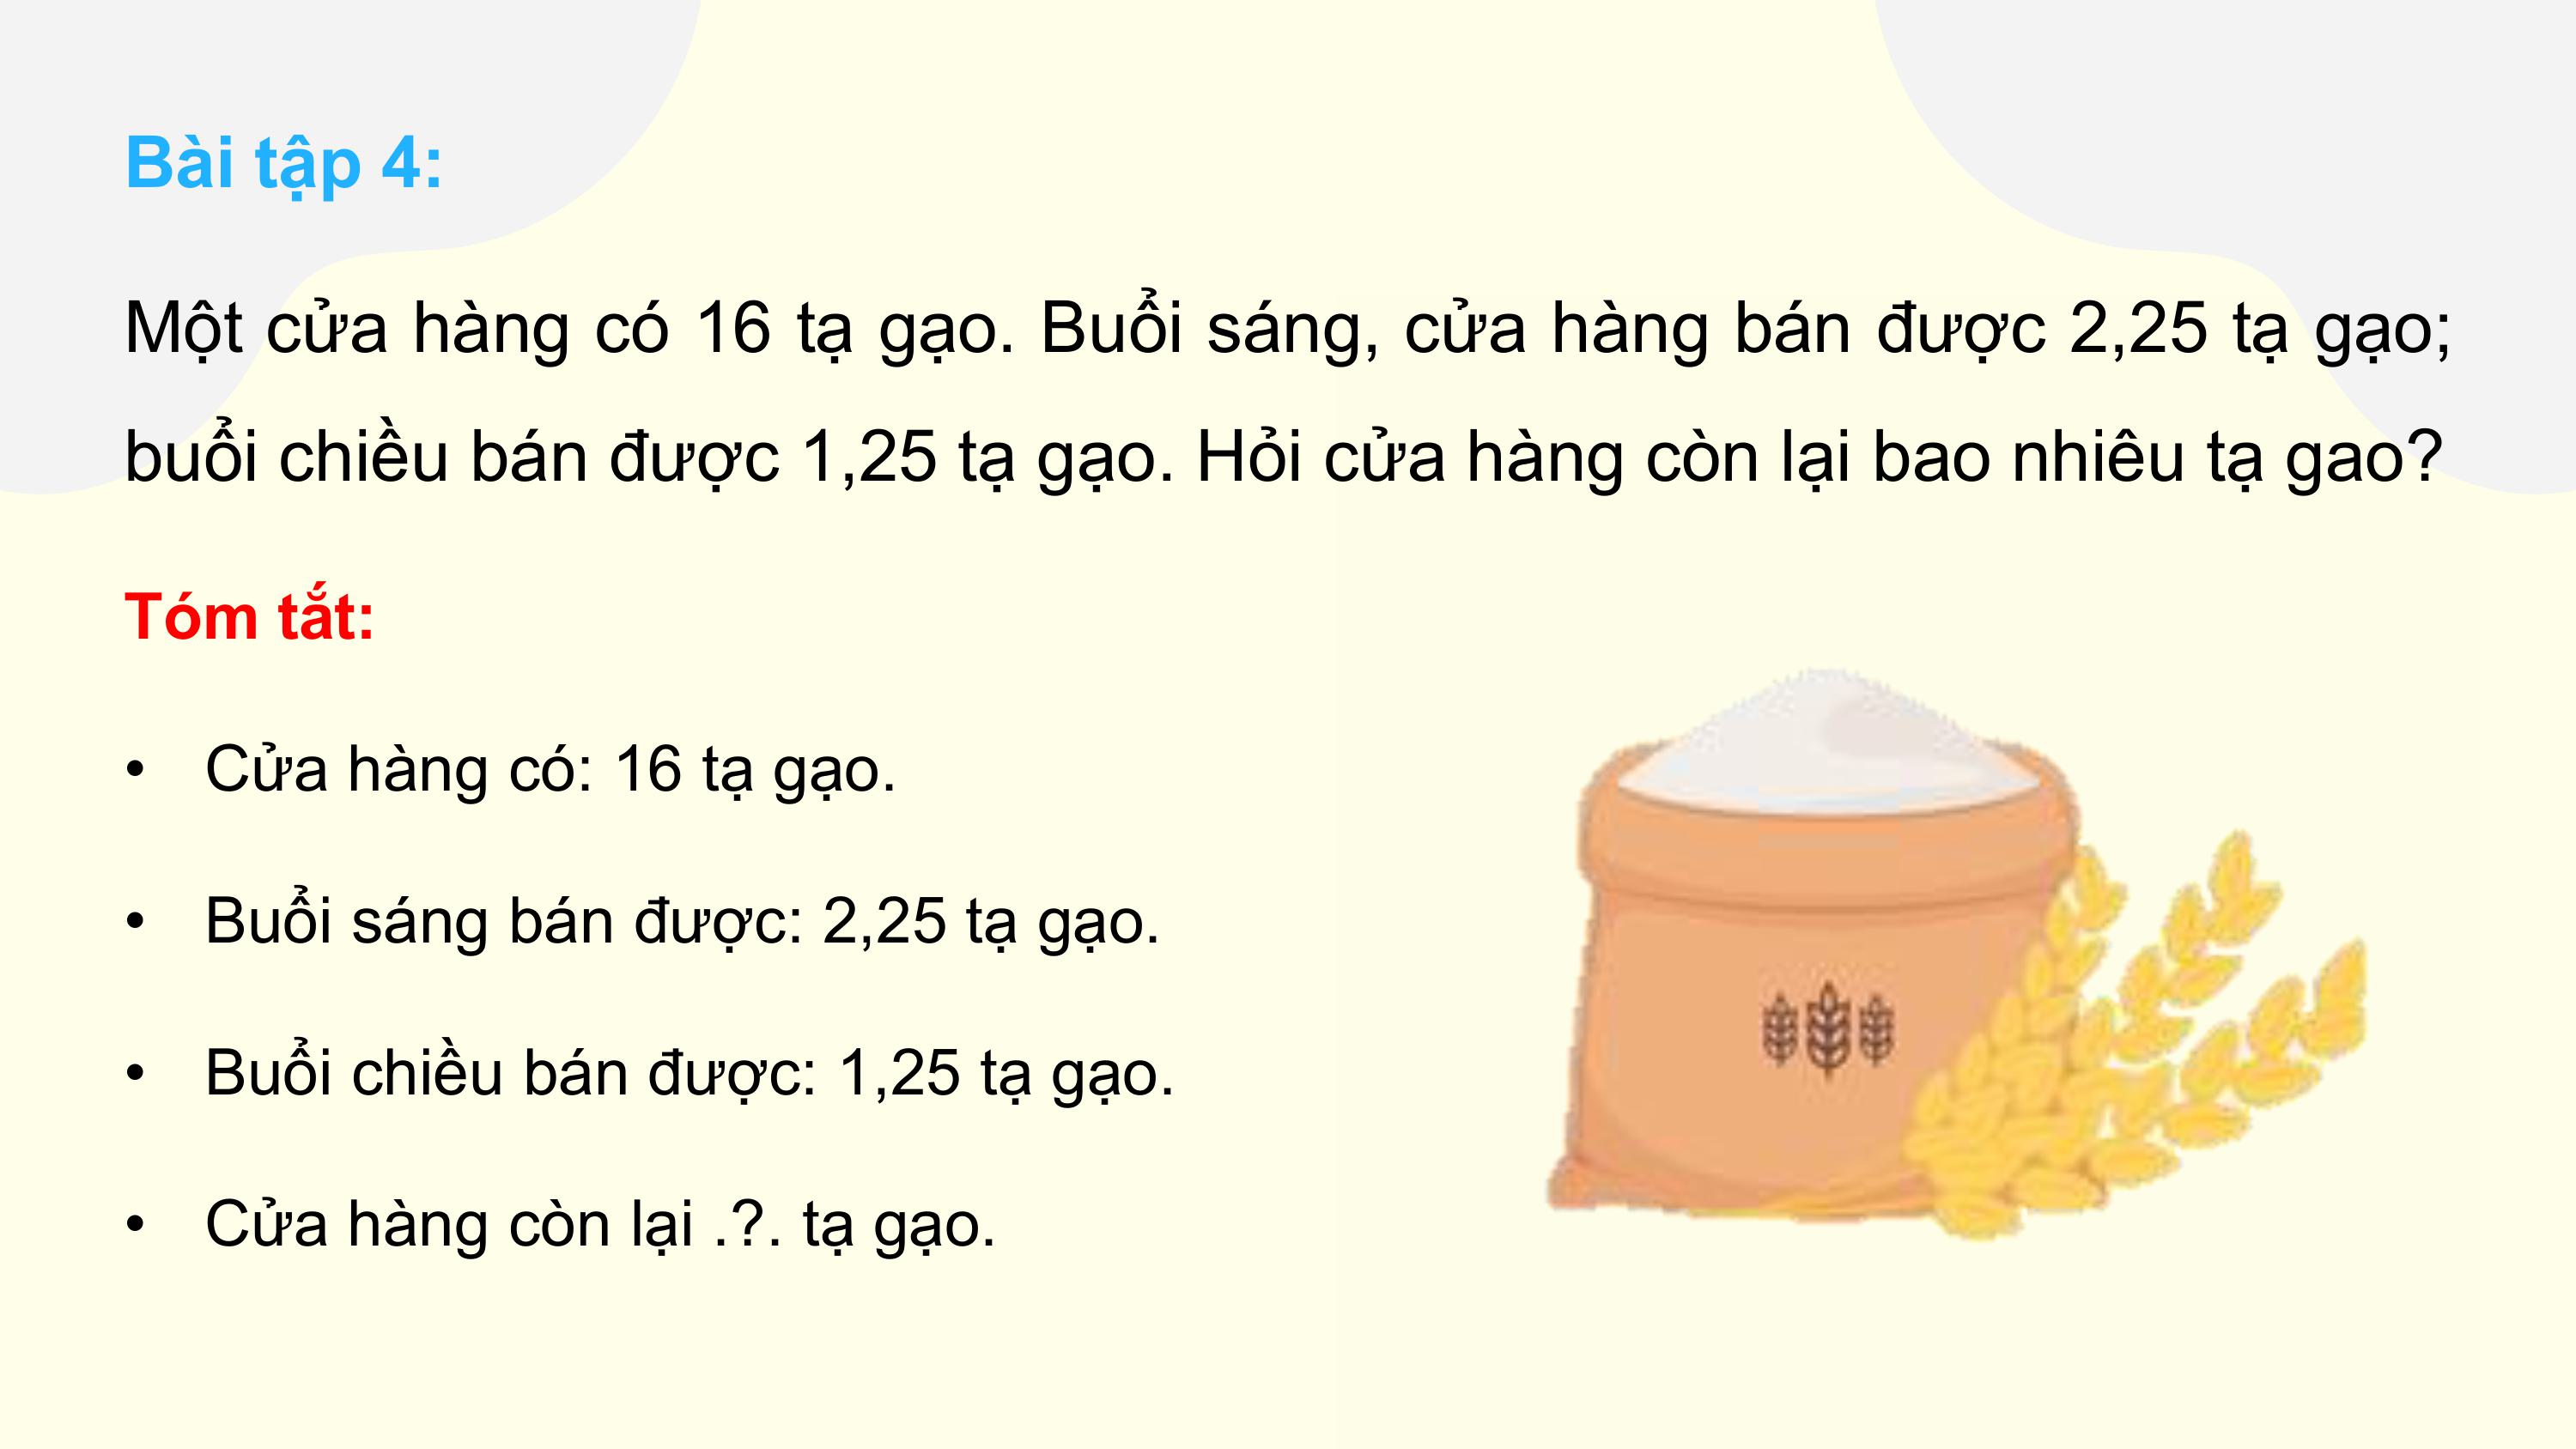 Bài tập 4:
Một cửa hàng có 16 tạ gạo. Buổi sáng, cửa hàng bán được 2,25 tạ gạo;
buổi chiều bán được 1,25 tạ gạo. Hỏi cửa hàng còn lại bao nhiêu tạ gao?
Tóm tắt:
• Cửa hàng có: 16 tạ gạo.
• Buổi sáng bán được: 2,25 tạ gạo.
• Buổi chiều bán được: 1,25 tạ gạo.
• Cửa hàng còn lại .?. tạ gạo.